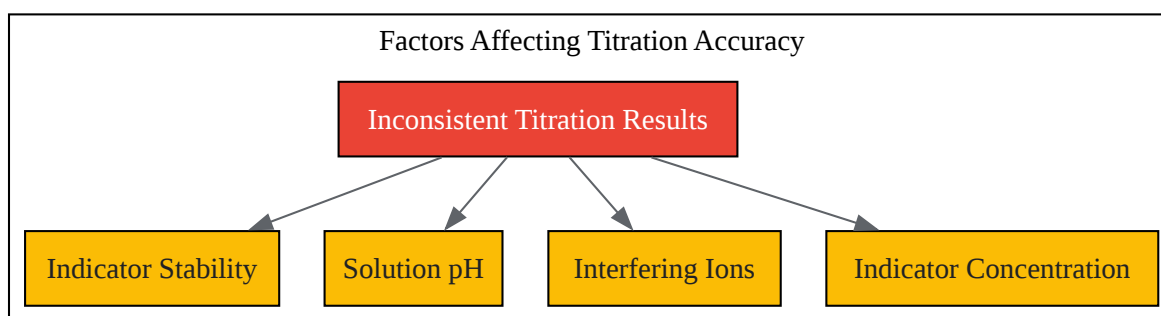 Factors Affecting Titration Accuracy
Inconsistent Titration Results
Indicator Stability
Solution pH
Interfering Ions
Indicator Concentration